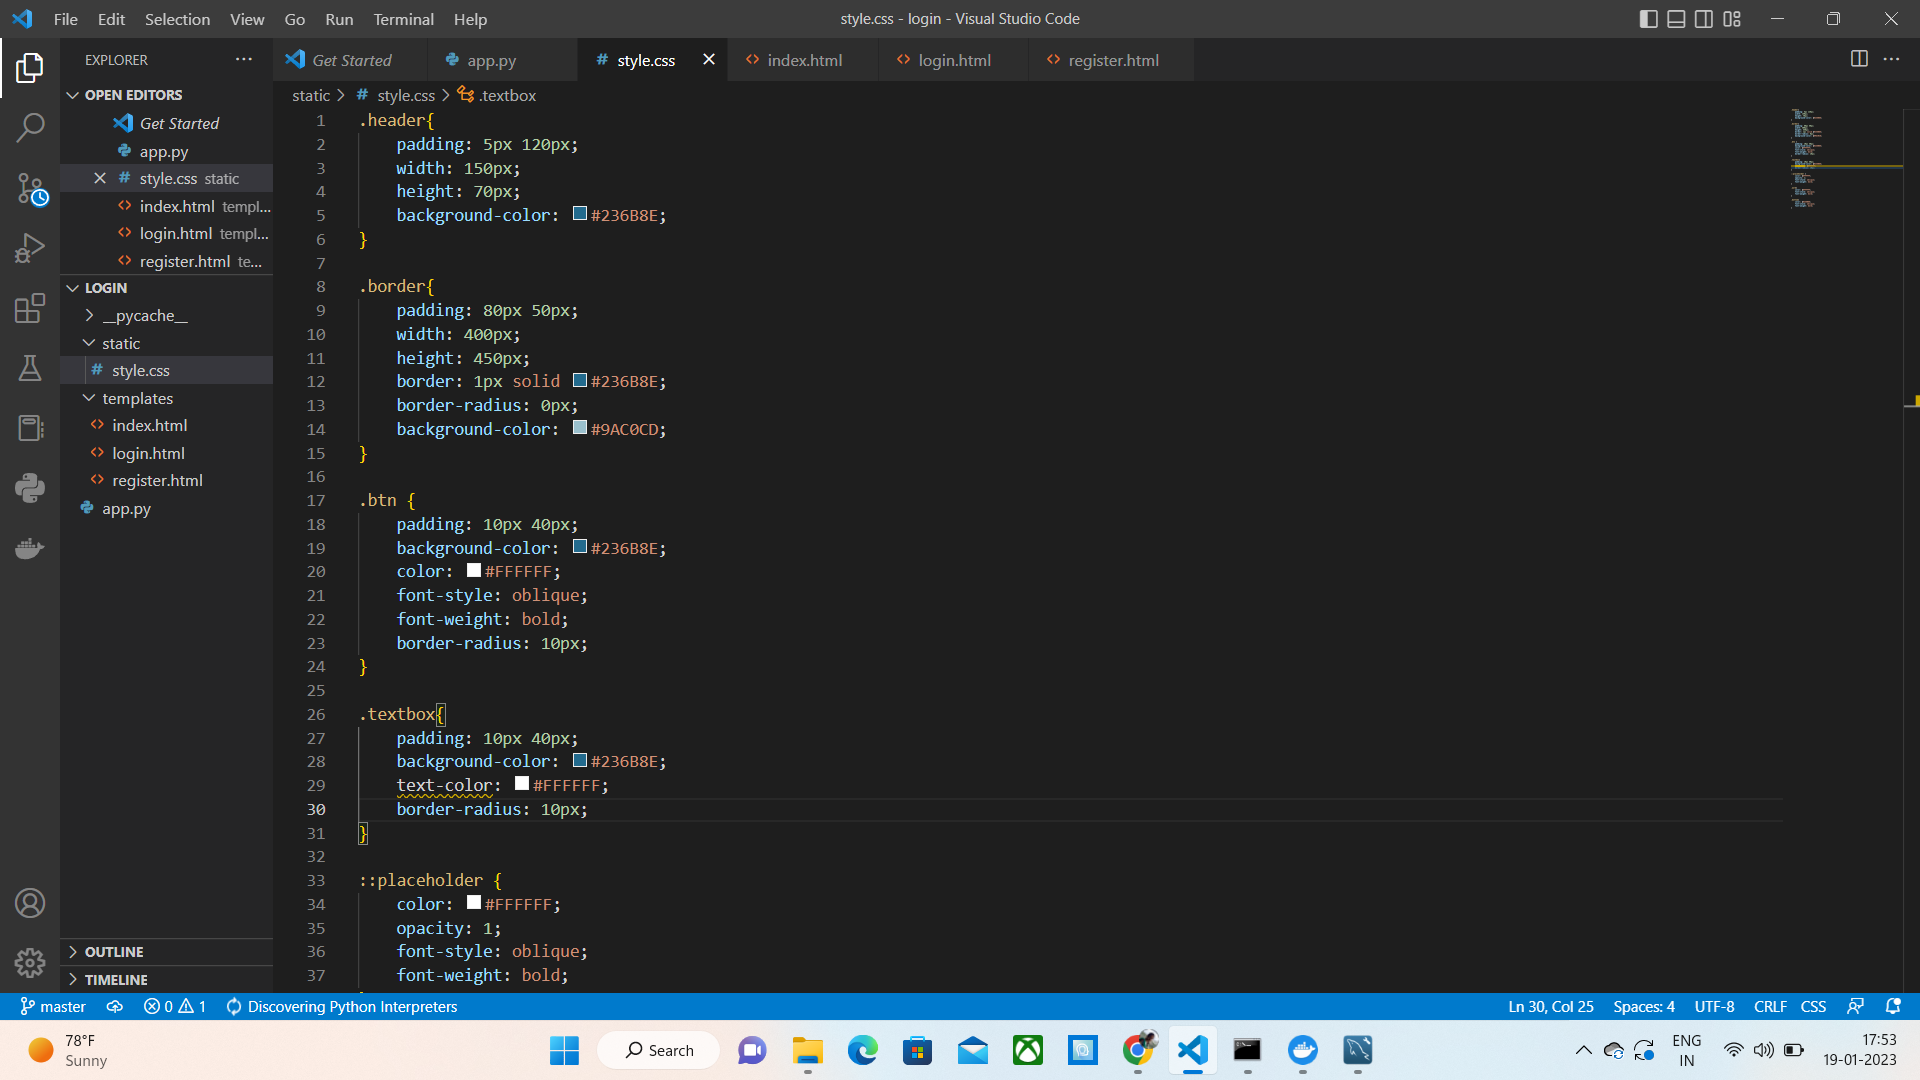 File Edit Selection View Go Run Terminal Help
style.css - login - Visual Studio Code
EXPLORER
Get Started
app.py
style.css
index.html
login.html
register.html
OPEN EDITORS
Get Started
app.py
style.css static
index.html templ...
login.html templ...
register.html te...
LOGIN
__pycache__
static
style.css
templates
index.html
login.html
register.html
app.py
OUTLINE
TIMELINE
static > style.css > .textbox
1 .header{
2 padding: 5px 120px;
3 width: 150px;
4 height: 70px;
5 background-color: #236B8E;
6 }
7
8 .border{
9 padding: 80px 50px;
10 width: 400px;
11 height: 450px;
12 border: 1px solid #236B8E;
13 border-radius: 0px;
14 background-color: #9AC0CD;
15 }
16
17 .btn {
18 padding: 10px 40px;
19 background-color: #236B8E;
20 color: #FFFFFF;
21 font-style: oblique;
22 font-weight: bold;
23 border-radius: 10px;
24 }
25
26 .textbox{
27 padding: 10px 40px;
28 background-color: #236B8E;
29 text-color: #FFFFFF;
30 border-radius: 10px;
31 }
32
33 ::placeholder {
34 color: #FFFFFF;
35 opacity: 1;
36 font-style: oblique;
37 font-weight: bold;
master 0 1 Discovering Python Interpreters
Ln 30, Col 25 Spaces: 4 UTF-8 CRLF CSS
78°F
Sunny
Search
ENG
IN
17:53
19-01-2023